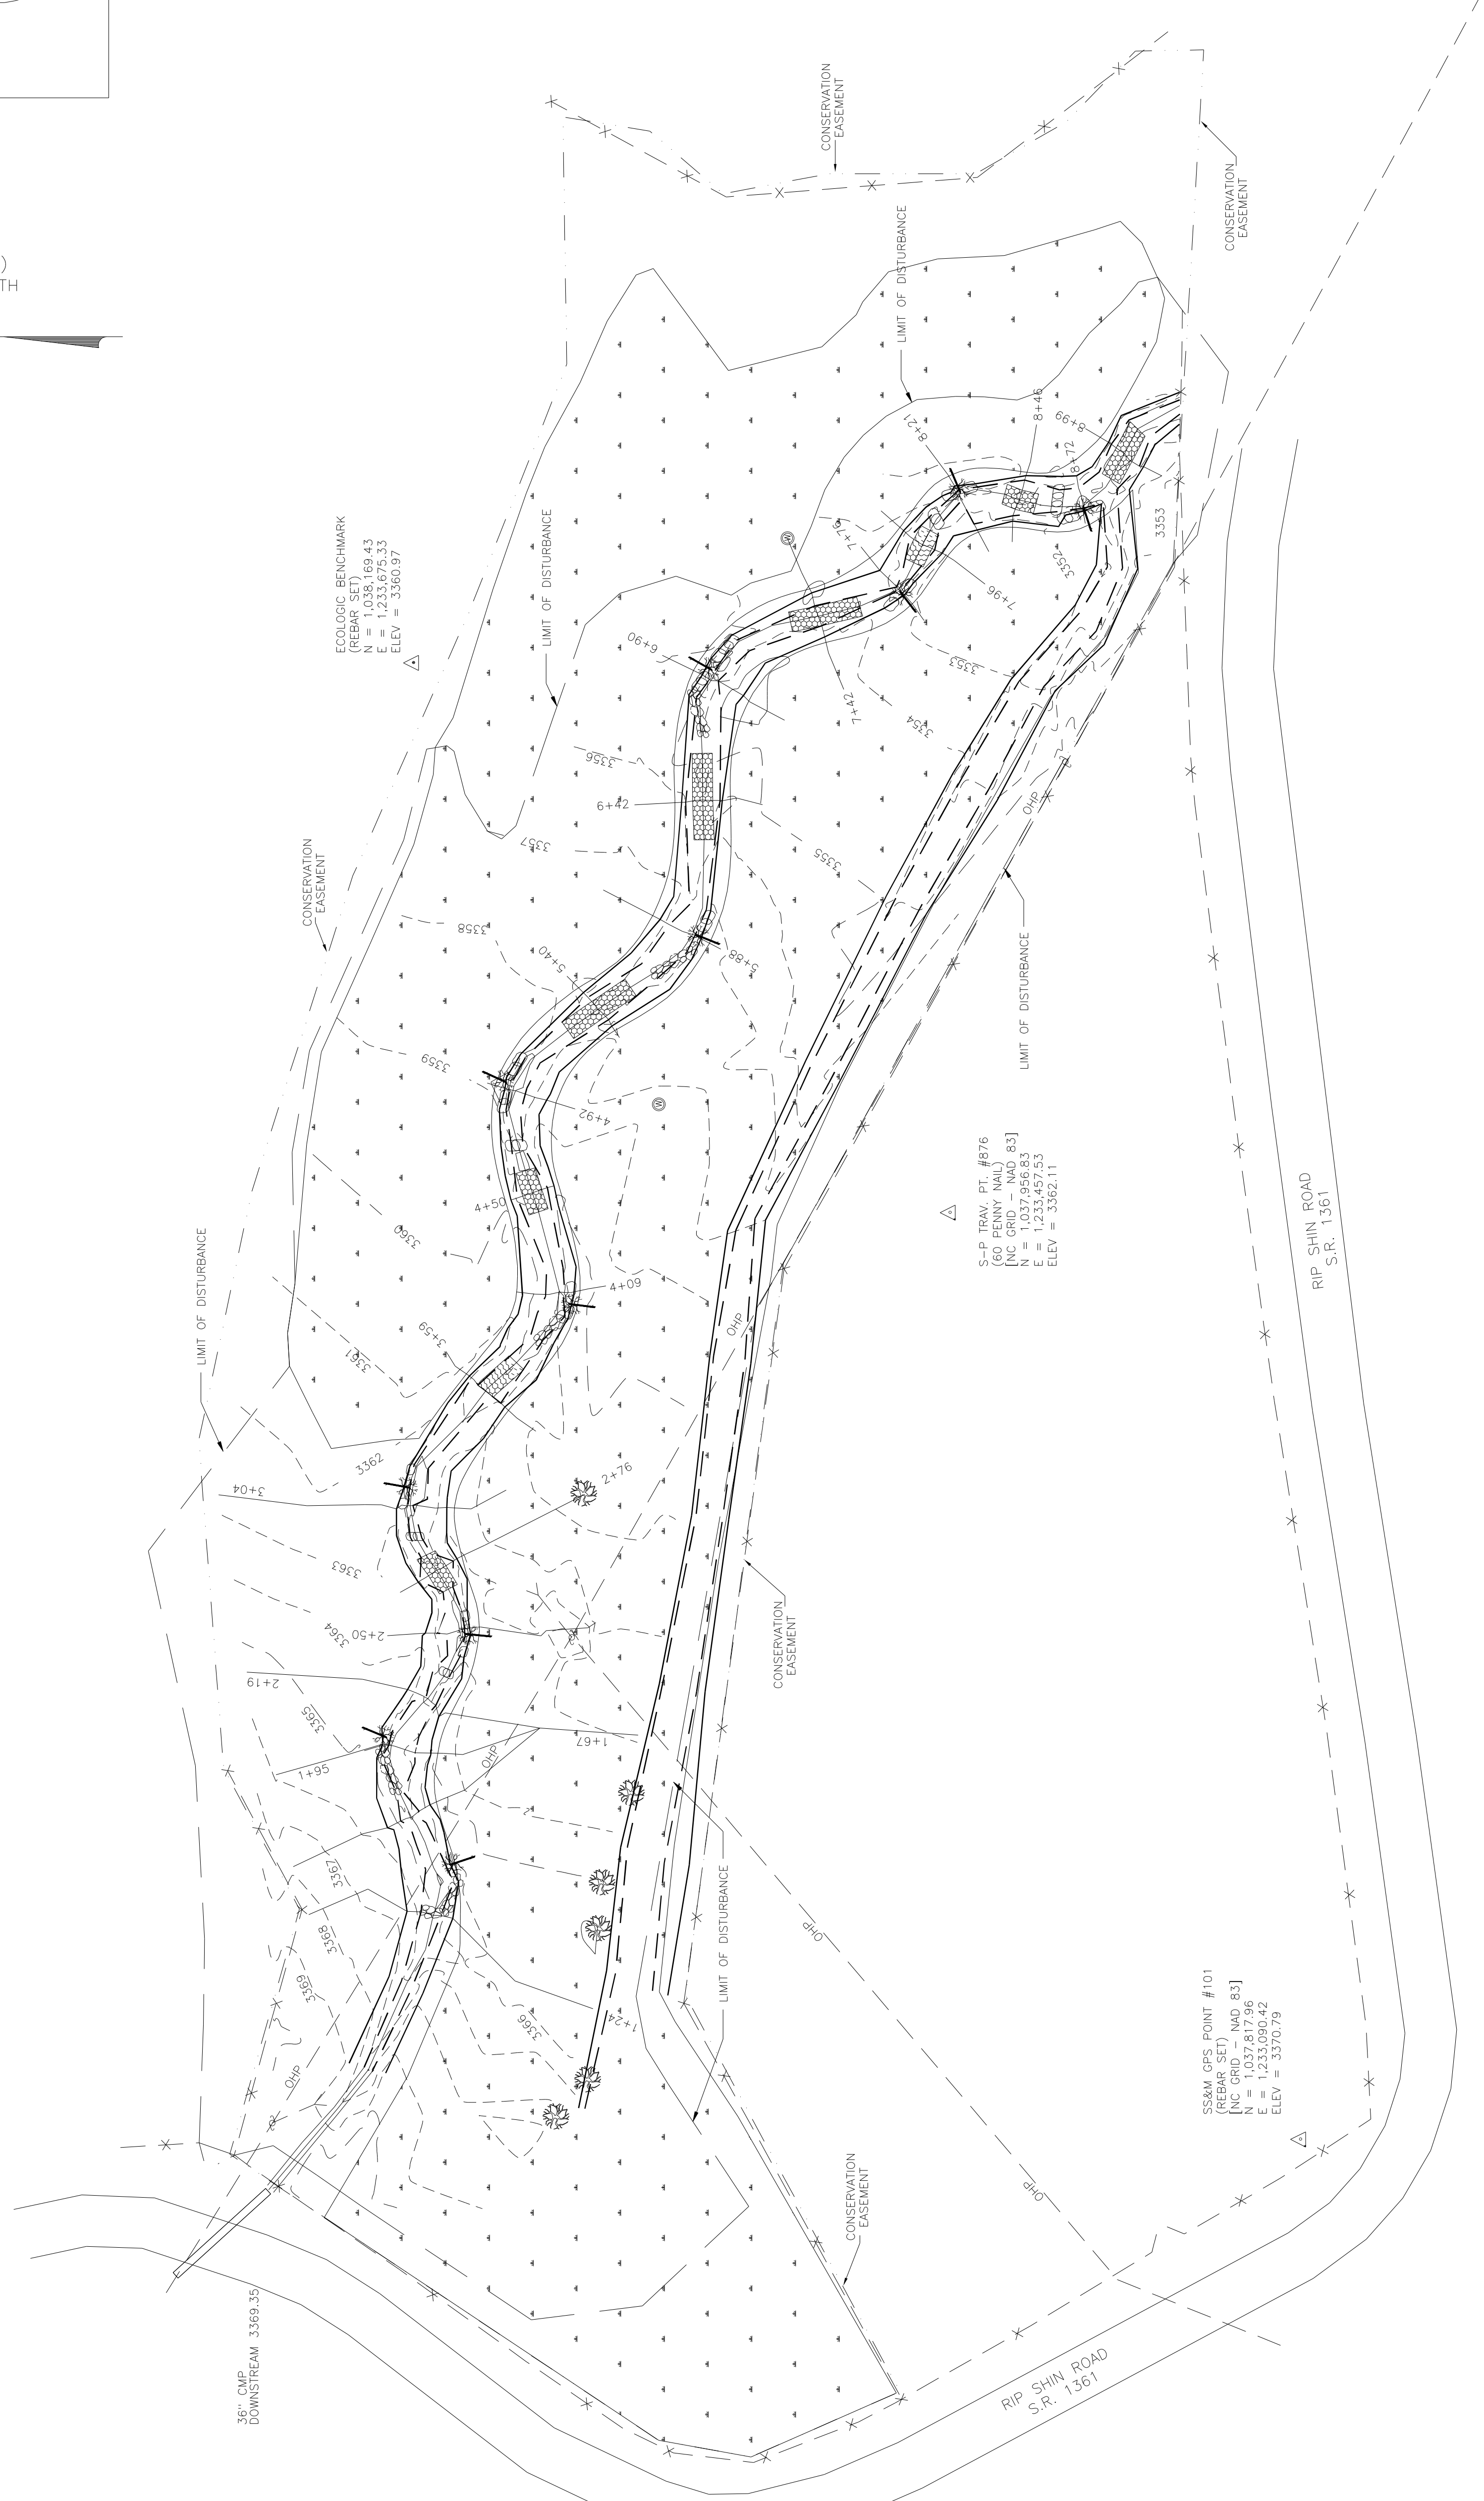 )
TH
CONSERVATION
EASEMENT
CONSERVATION
EASEMENT
LIMIT OF DISTURBANCE
8+21
8+46
8+72
8+99
3353
3352
7+76
7+96
LIMIT OF DISTURBANCE
ECOLOGIC BENCHMARK
(REBAR SET)
N = 1,038,169.43
E = 1,233,675.33
ELEV = 3360.97
W
6+90
7+42
3353
3354
3356
6+42
OHP
3357
3355
CONSERVATION
EASEMENT
3358
5+40
5+88
LIMIT OF DISTURBANCE
3359
4+92
W
4+50
S-P TRAV. PT. #876
(60 PENNY NAIL)
[NC GRID - NAD 83]
N = 1,037,956.83
E = 1,233,457.53
ELEV = 3362.11
RIP SHIN ROAD
S.R. 1361
LIMIT OF DISTURBANCE
3360
4+09
OHP
3361
3+59
3362
3+04
2+76
3363
CONSERVATION
EASEMENT
3364
2+50
2+19
3365
1+67
OHP
1+95
3367
LIMIT OF DISTURBANCE
OHP
3368
3369
3366
1+24
OHP
OHP
SS&M GPS POINT #101
(REBAR SET)
[NC GRID - NAD 83]
N = 1,037,817.96
E = 1,233,090.42
ELEV = 3370.79
CONSERVATION
EASEMENT
36" CMP
DOWNSTREAM 3369.35
RIP SHIN ROAD
S.R. 1361